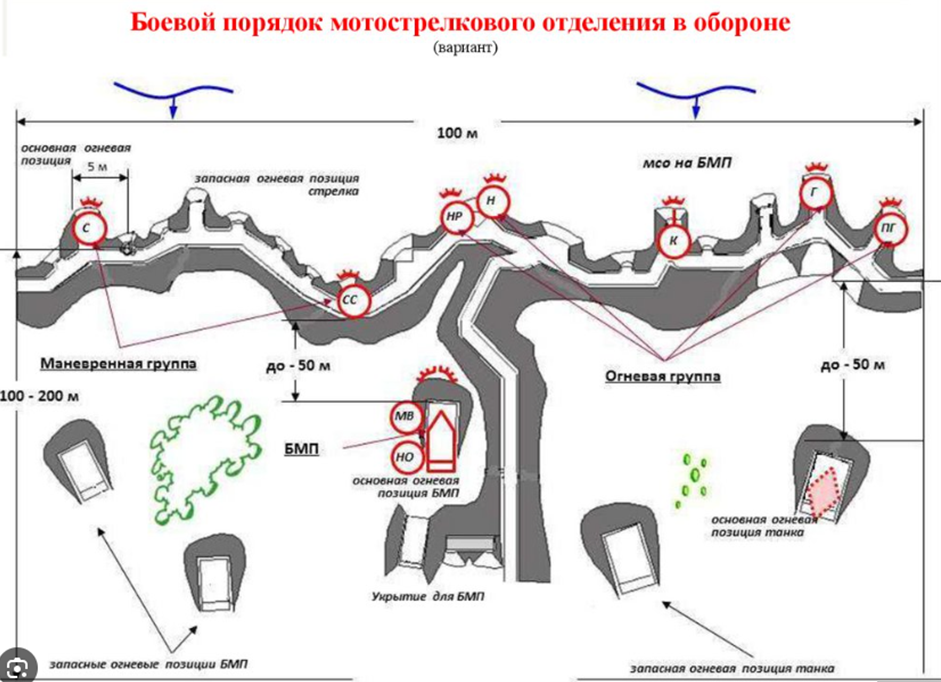 Боевой порядок мотострелкового отделения в обороне
(вариант)
100 м
основная огневая
позиция
5 м
запасная огневая позиция
стрелка
мсо на БМП
С
СС
НР
Н
К
Г
ПГ
Маневренная группа
до - 50 м
Огневая группа
до - 50 м
100 - 200 м
МВ
НО
БМП
основная огневая
позиция БМП
основная огневая
позиция танка
Укрытие для БМП
запасные огневые позиции БМП
запасная огневая позиция танка